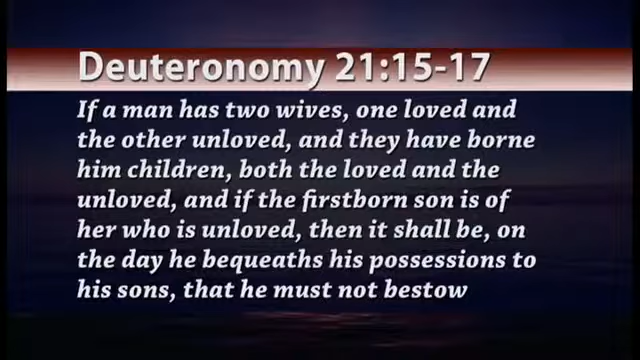 Deuteronomy 21:15-17
If a man has two wives, one loved and
the other unloved, and they have borne
him children, both the loved and the
unloved, and if the firstborn son is of
her who is unloved, then it shall be, on
the day he bequeaths his possessions to
his sons, that he must not bestow